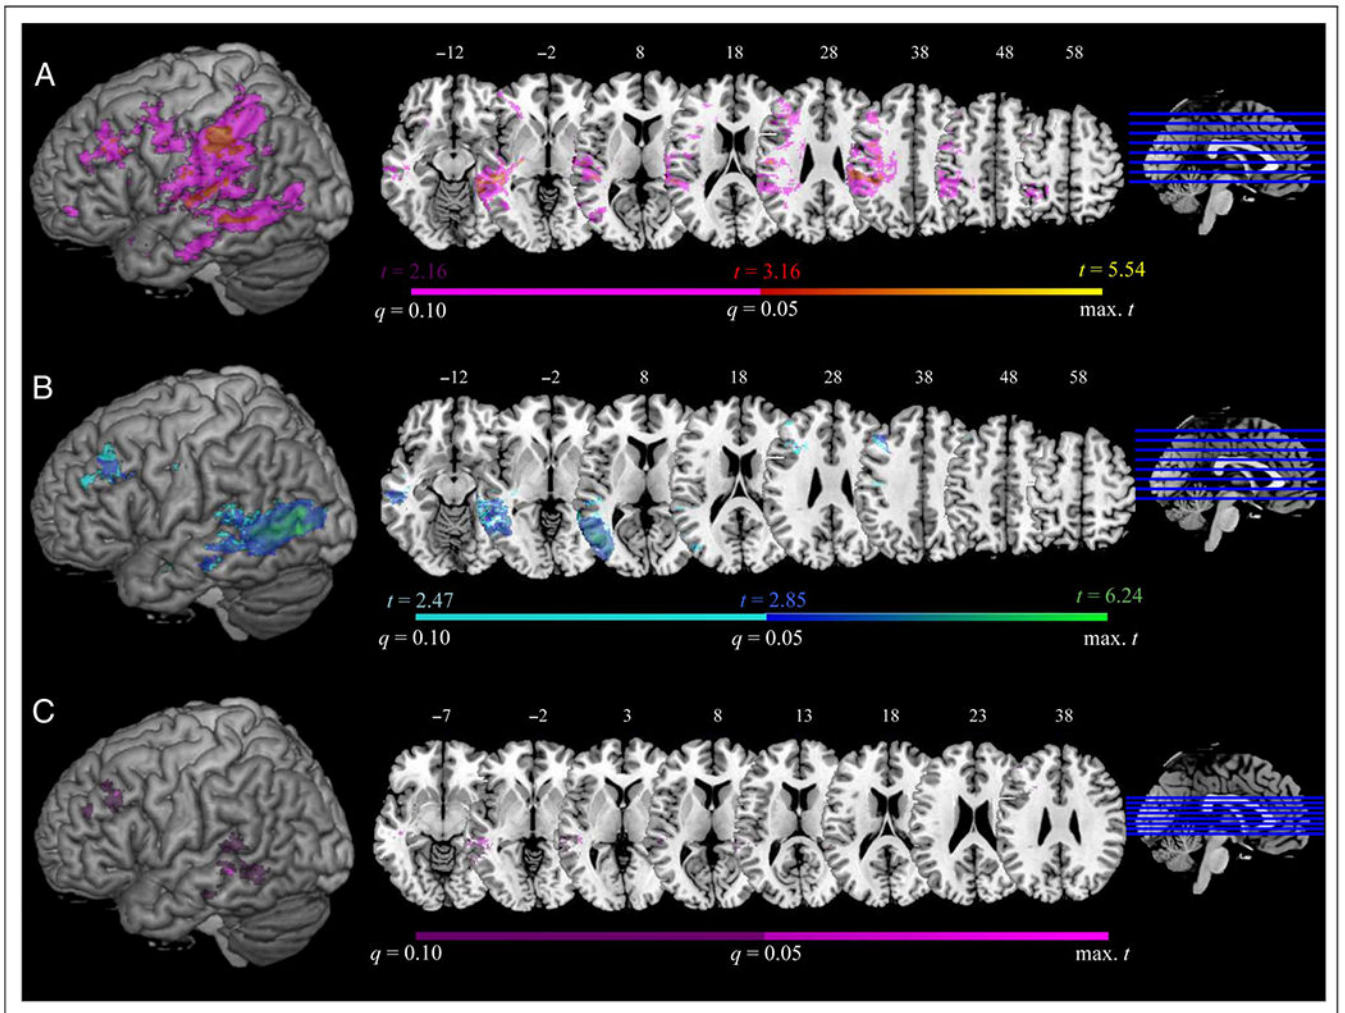 A
−12 −2 8 18 28 38 48 58
t = 2.16 t = 3.16 t = 5.54
q = 0.10 q = 0.05 max. t
B
−12 −2 8 18 28 38 48 58
t = 2.47 t = 2.85 t = 6.24
q = 0.10 q = 0.05 max. t
C
−7 −2 3 8 13 18 23 38
q = 0.10 q = 0.05 max. t